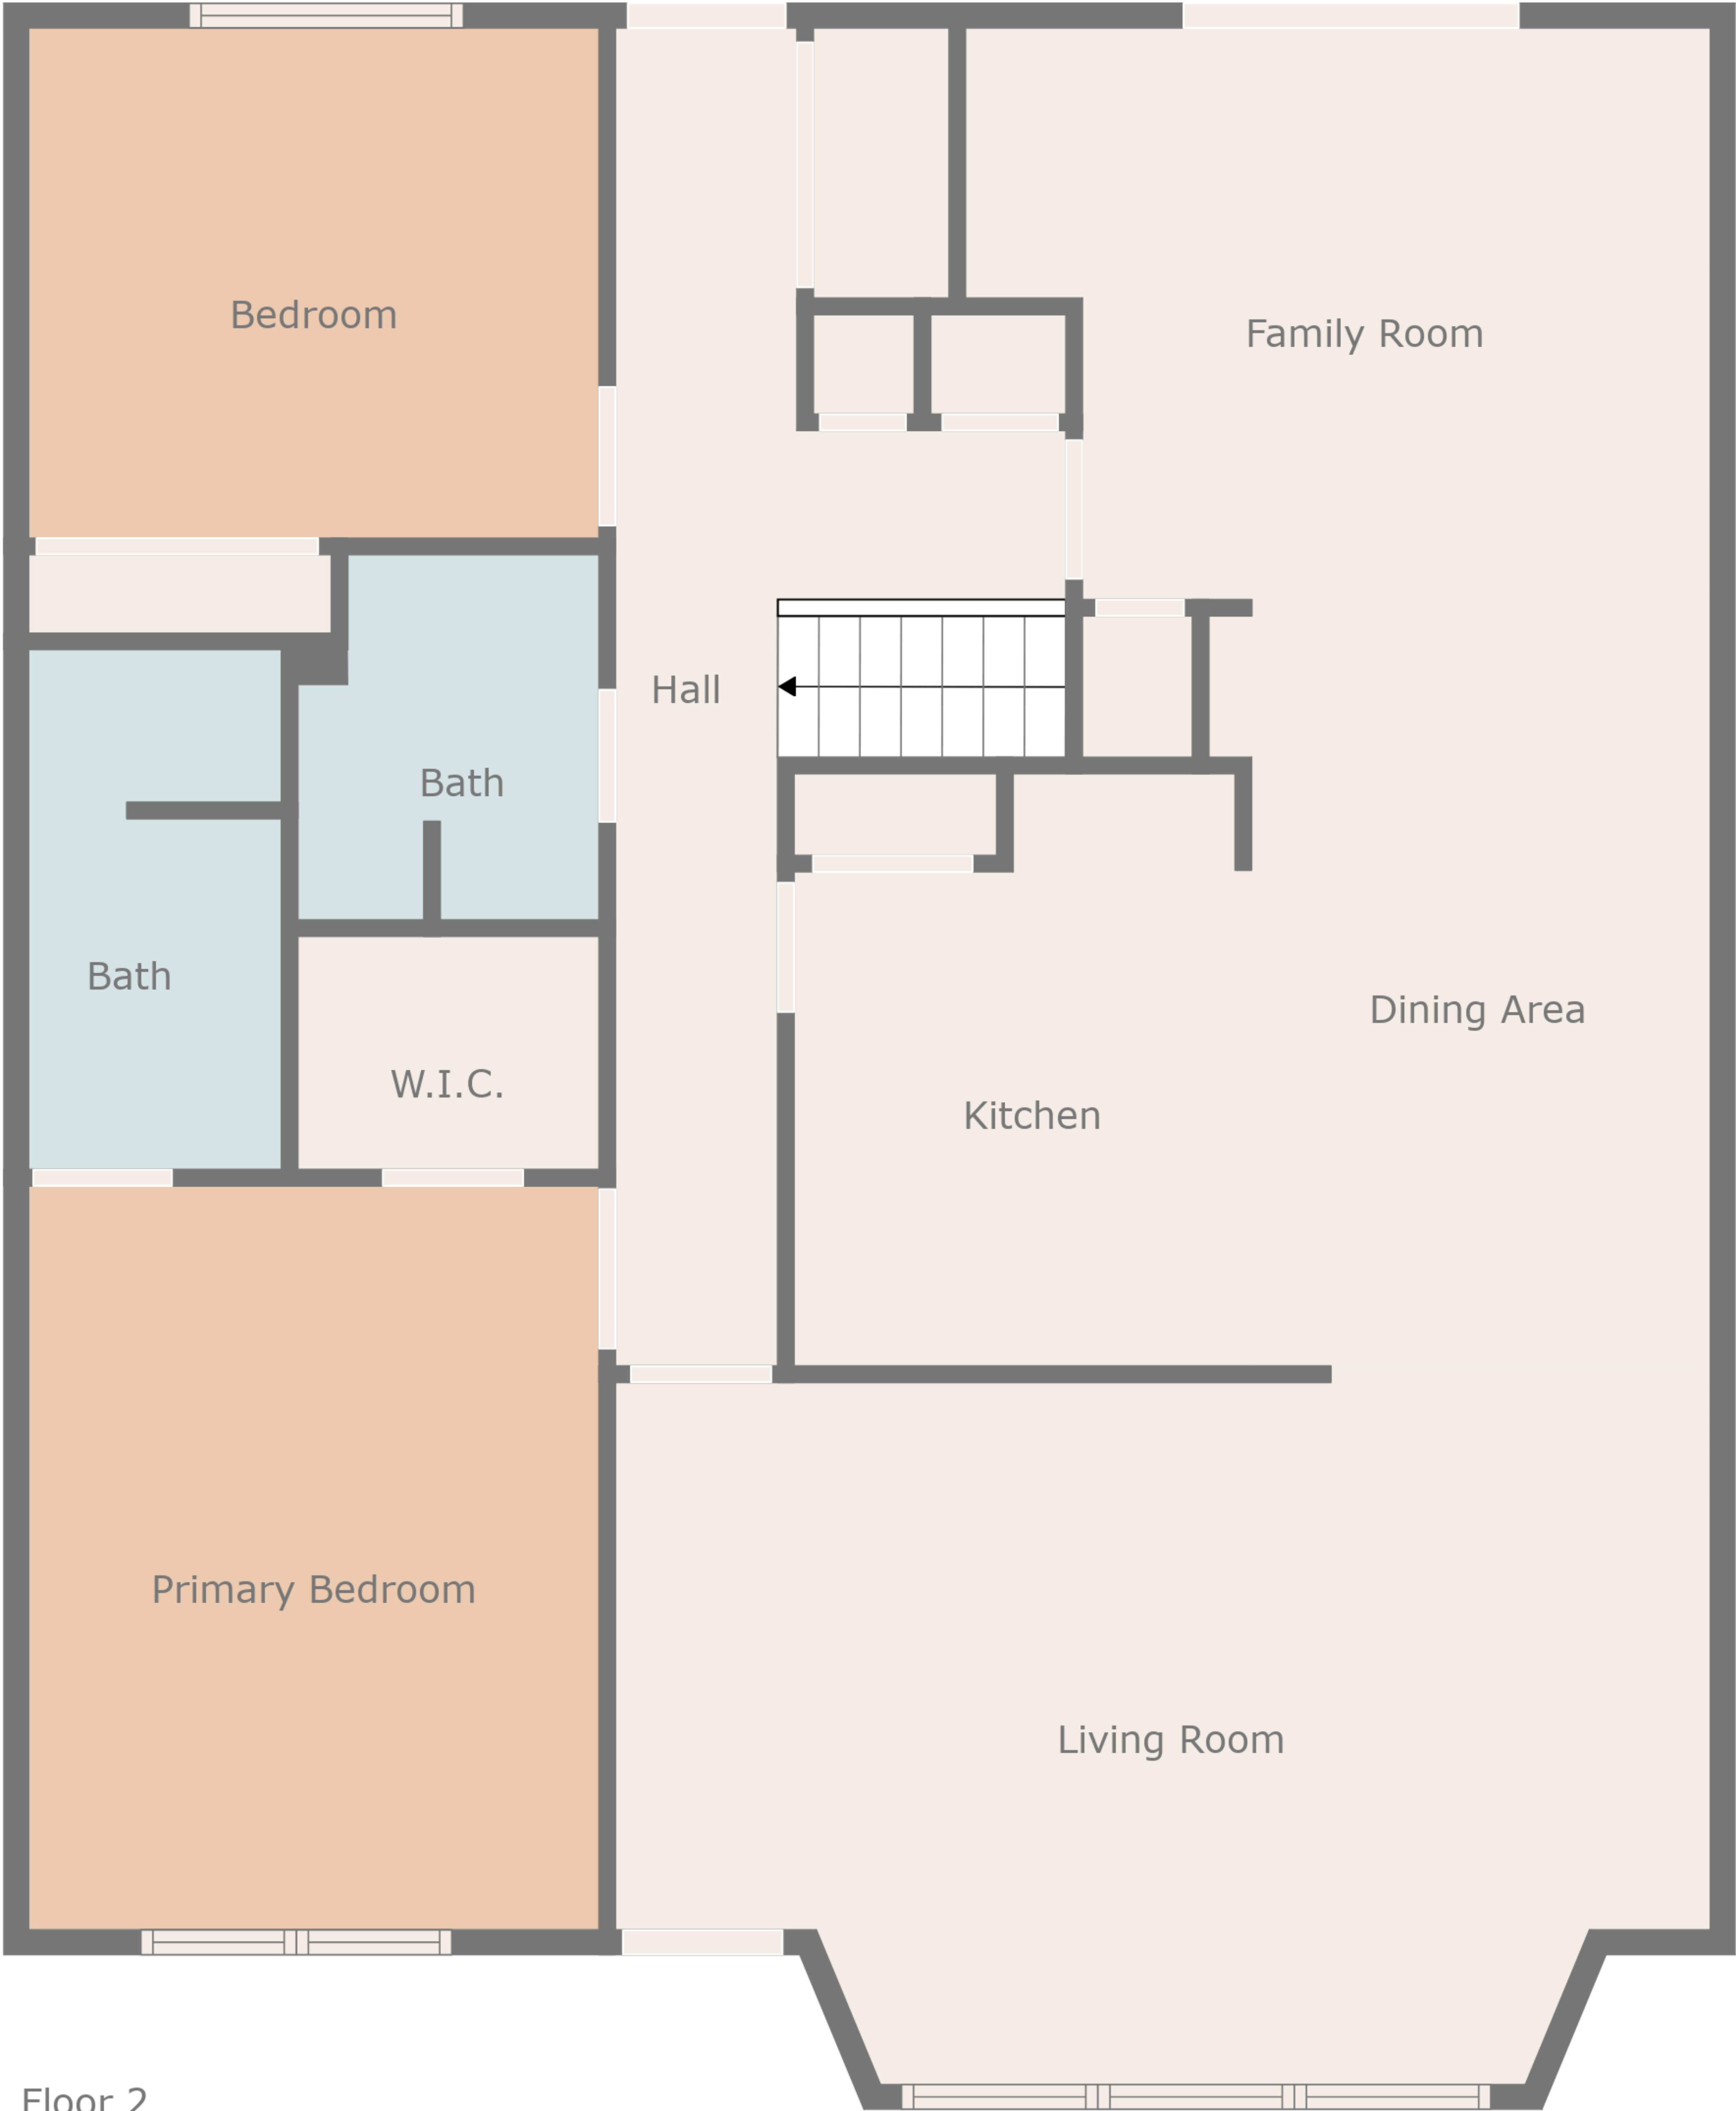 Bedroom
Family Room
Hall
Bath
Bath
Dining Area
W.I.C.
Kitchen
Primary Bedroom
Living Room
Floor 2